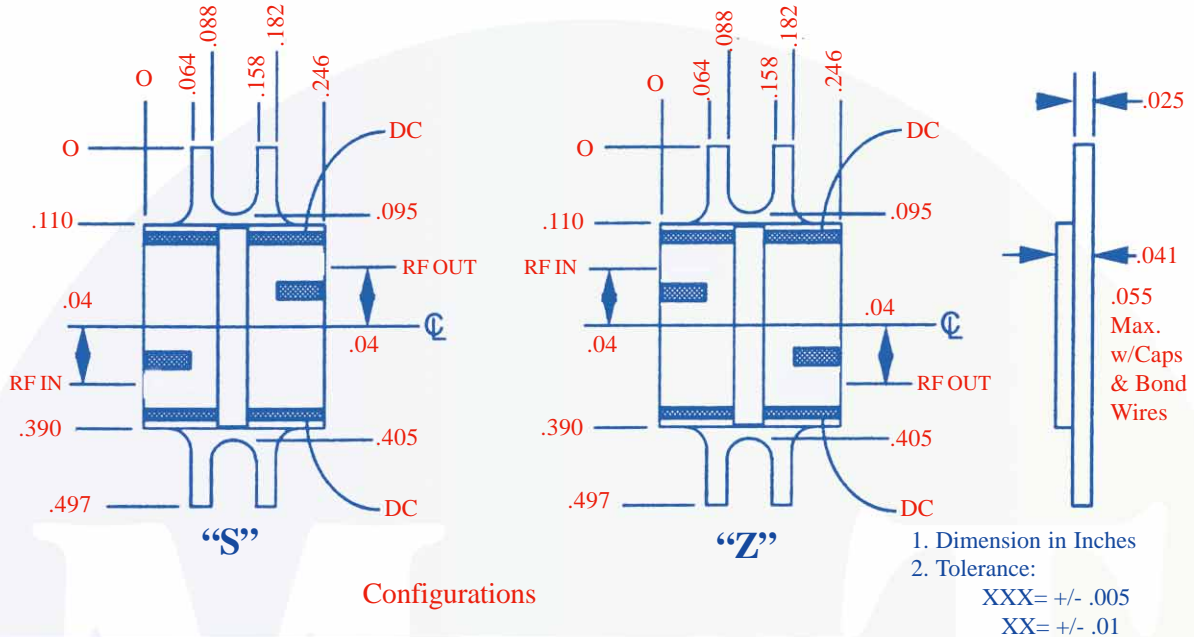 O
.064
.088
.158
.182
.246
DC
O
.110
.095
RF OUT
.04
.04
℄
RF IN
.390
.405
.497
DC
“S”
O
.064
.088
.158
.182
.246
DC
O
.110
.095
RF IN
.04
.04
℄
RF OUT
.390
.405
.497
DC
“Z”
.025
.041
.055
Max.
w/Caps
& Bond
Wires
Configurations
1. Dimension in Inches
2. Tolerance:
XXX= +/- .005
XX= +/- .01